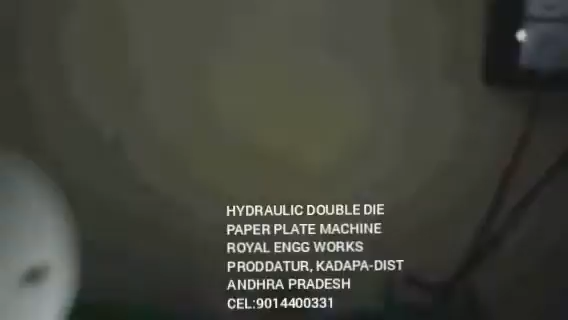 HYDRAULIC DOUBLE DIE
PAPER PLATE MACHINE
ROYAL ENGG WORKS
PRODDATUR, KADAPA-DIST
ANDHRA PRADESH
CEL:9014400331